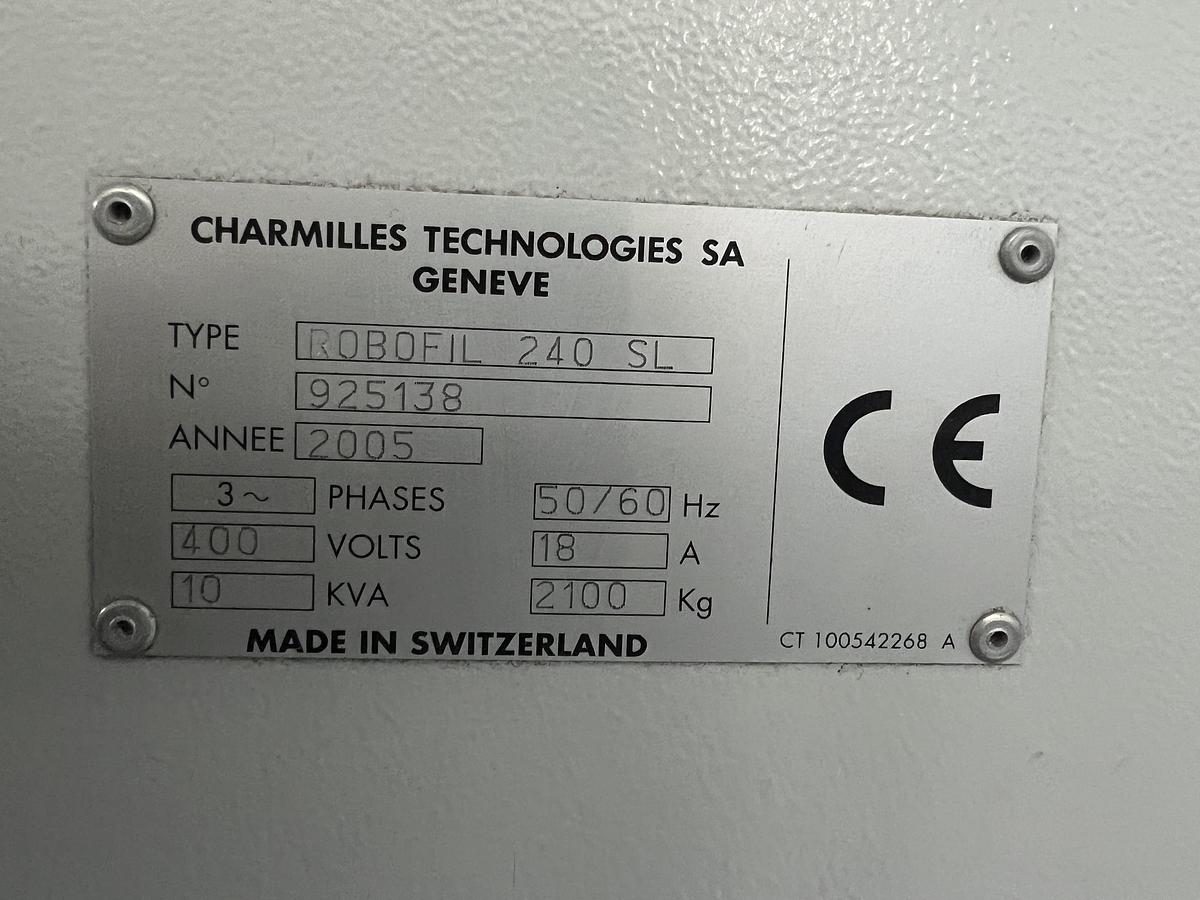 CHARMILLES TECHNOLOGIES SA
GENEVE
TYPE ROBOFIL 240 SL
N° 925138
ANNEE 2005
3~ PHASES 50/60 Hz
400 VOLTS 18 A
10 KVA 2100 Kg
MADE IN SWITZERLAND
CE
CT 100542268 A